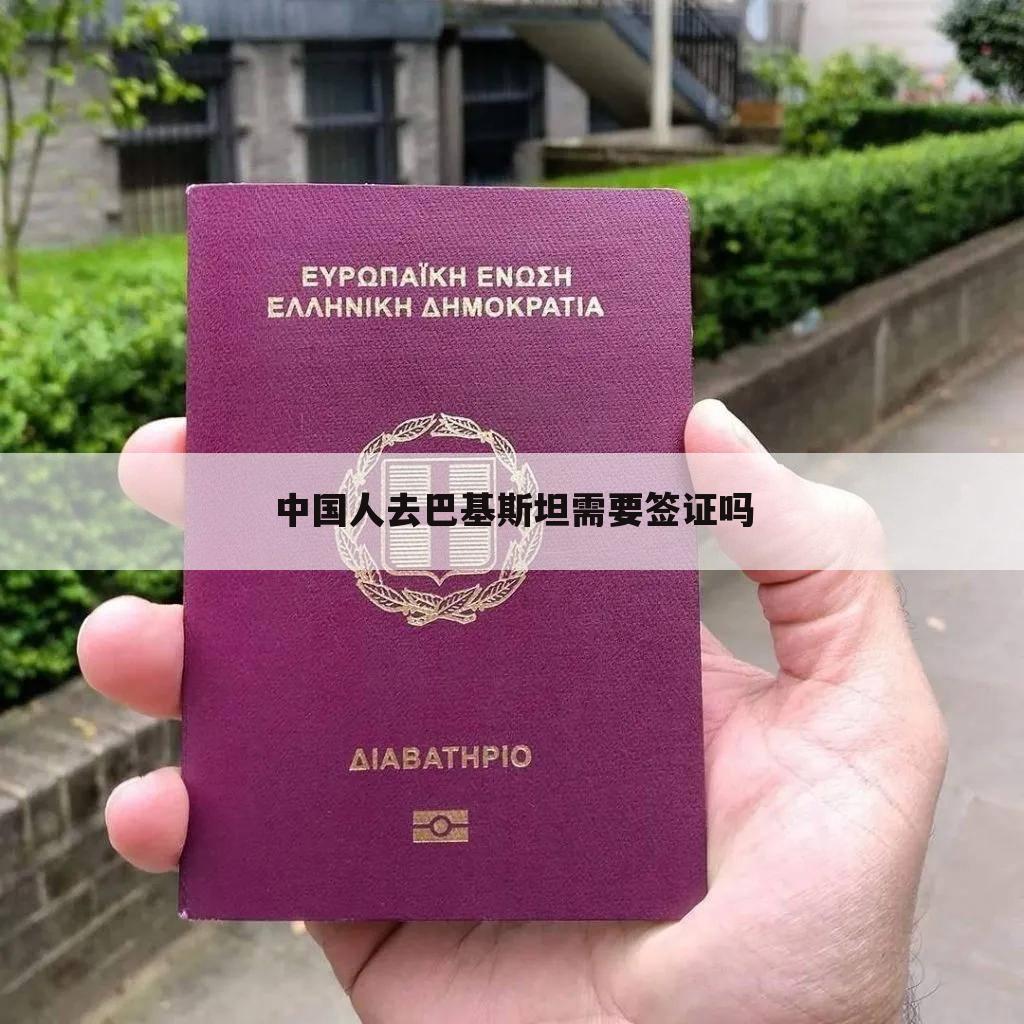 ΕΥΡΩΠΑΪΚΗ ΕΝΩΣΗ
ΕΛΛΗΝΙΚΗ ΔΗΜΟΚΡΑΤΙΑ
中国人去巴基斯坦需要签证吗
ΔΙΑΒΑΤΗΡΙΟ